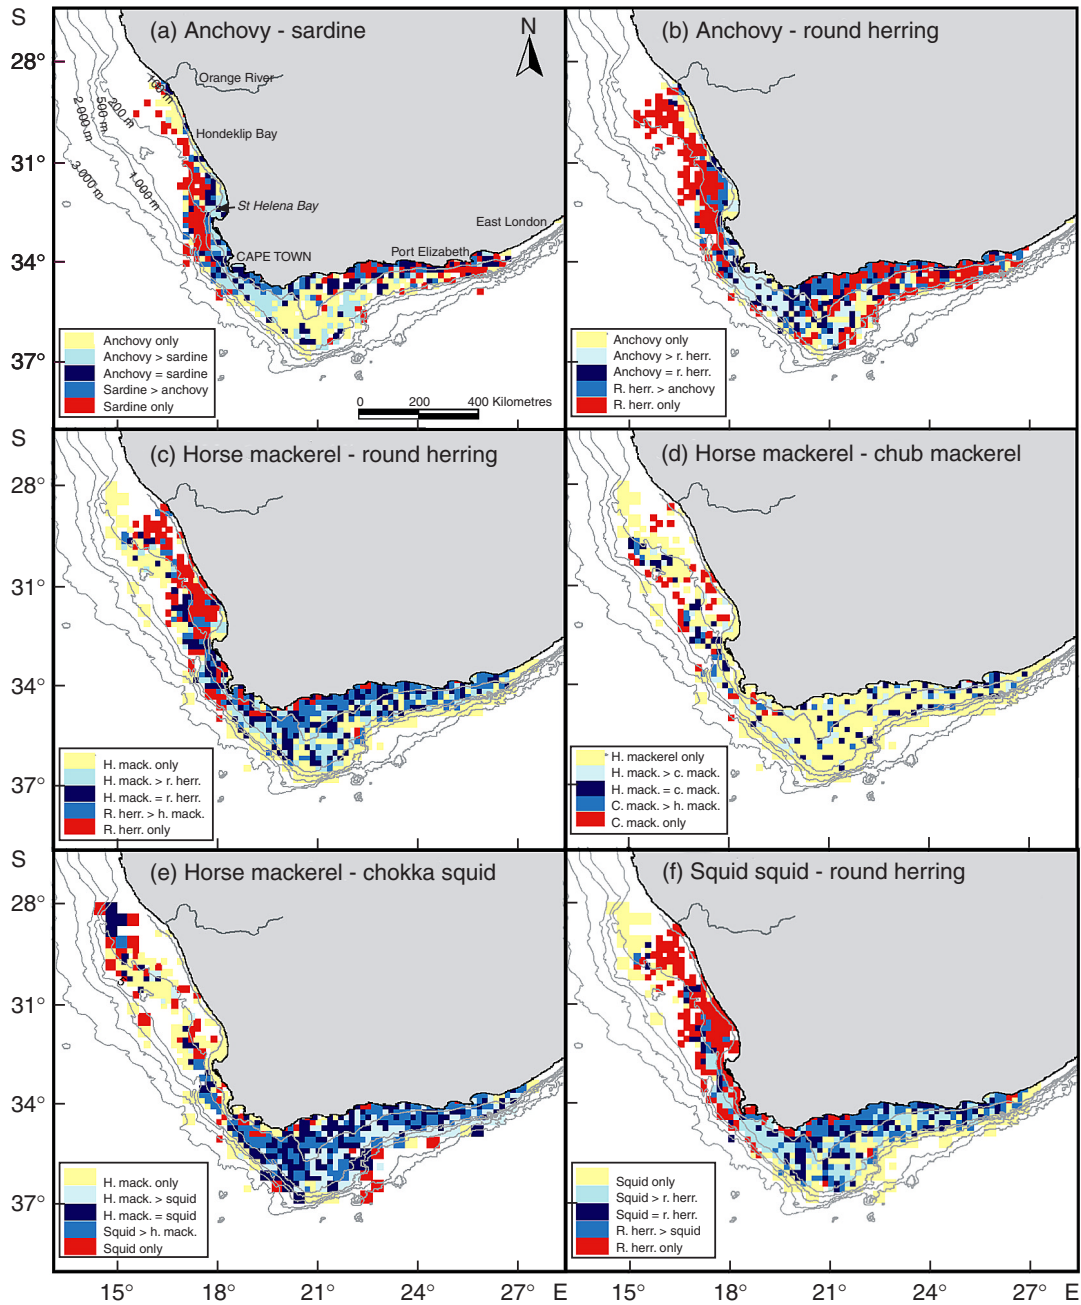 S
28°
31°
34°
37°
(a) Anchovy - sardine
N
Orange River
100 m
200 m
500 m
2.000 m
1.000 m
3.000 m
Hondeklip Bay
St Helena Bay
East London
Port Elizabeth
CAPE TOWN
Anchovy only
Anchovy > sardine
Anchovy = sardine
Sardine > anchovy
Sardine only
0 200 400 Kilometres
(b) Anchovy - round herring
Anchovy only
Anchovy > r. herr.
Anchovy = r. herr.
R. herr. > anchovy
R. herr. only
S
28°
31°
34°
37°
(c) Horse mackerel - round herring
H. mack. only
H. mack. > r. herr.
H. mack. = r. herr.
R. herr. > h. mack.
R. herr. only
(d) Horse mackerel - chub mackerel
H. mackerel only
H. mack. > c. mack.
H. mack. = c. mack.
C. mack. > h. mack.
C. mack. only
S
28°
31°
34°
37°
(e) Horse mackerel - chokka squid
H. mack. only
H. mack. > squid
H. mack. = squid
Squid > h. mack.
Squid only
(f) Squid squid - round herring
Squid only
Squid > r. herr.
Squid = r. herr.
R. herr. > squid
R. herr. only
15° 18° 21° 24° 27° E
15° 18° 21° 24° 27° E